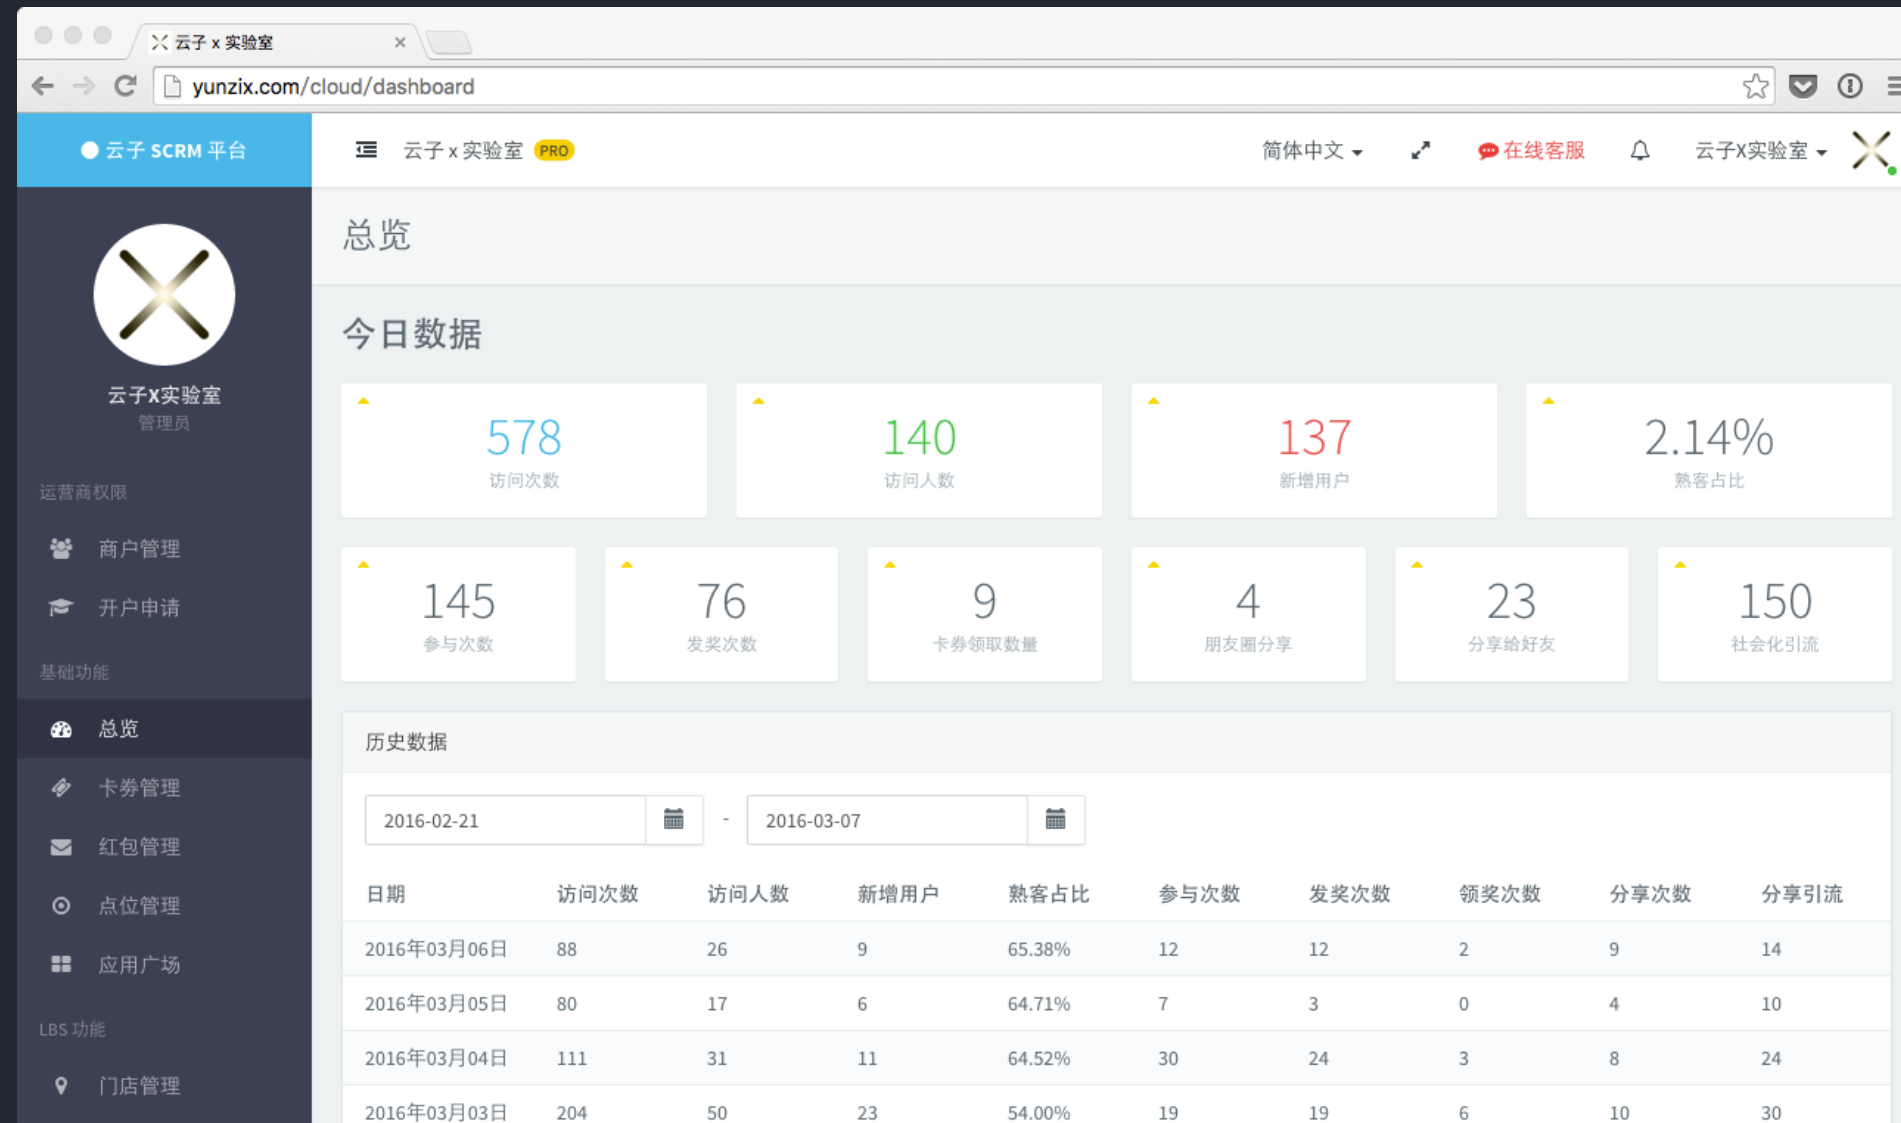 云子 x 实验室
yunzix.com/cloud/dashboard
云子 SCRM 平台
云子 x 实验室 PRO
简体中文
在线客服
云子X实验室
云子X实验室
管理员
运营商权限
商户管理
开户申请
基础功能
总览
卡券管理
红包管理
点位管理
应用广场
LBS 功能
门店管理
总览
今日数据
578
访问次数
140
访问人数
137
新增用户
2.14%
熟客占比
145
参与次数
76
发奖次数
9
卡券领取数量
4
朋友圈分享
23
分享给好友
150
社会化引流
历史数据
2016-02-21 - 2016-03-07
日期 访问次数 访问人数 新增用户 熟客占比 参与次数 发奖次数 领奖次数 分享次数 分享引流
2016年03月06日 88 26 9 65.38% 12 12 2 9 14
2016年03月05日 80 17 6 64.71% 7 3 0 4 10
2016年03月04日 111 31 11 64.52% 30 24 3 8 24
2016年03月03日 204 50 23 54.00% 19 19 6 10 30